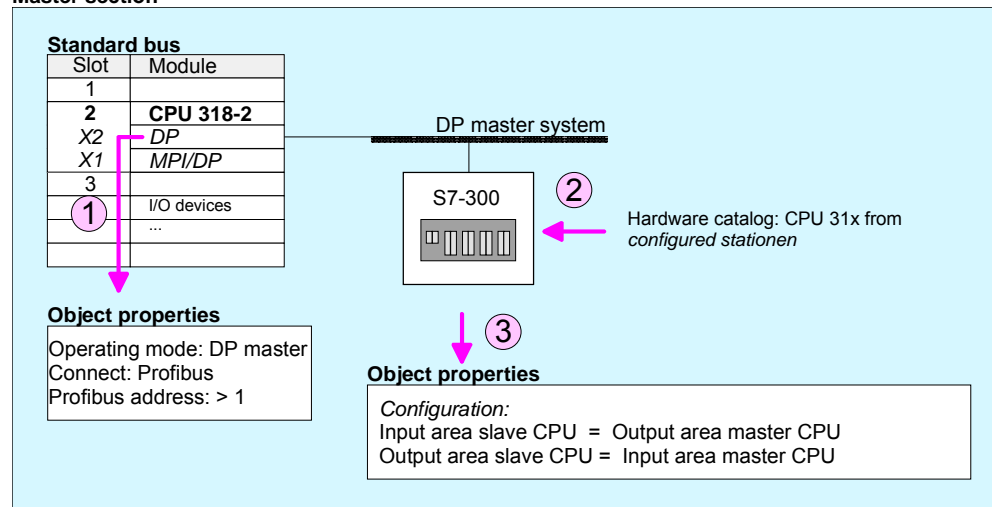 Master section
Standard bus
Slot Module
1
2 CPU 318-2
X2 DP
X1 MPI/DP
3
I/O devices
...
1
DP master system
S7-300
2
Hardware catalog: CPU 31x from
configured stationen
Object properties
Operating mode: DP master
Connect: Profibus
Profibus address: > 1
3
Object properties
Configuration:
Input area slave CPU = Output area master CPU
Output area slave CPU = Input area master CPU